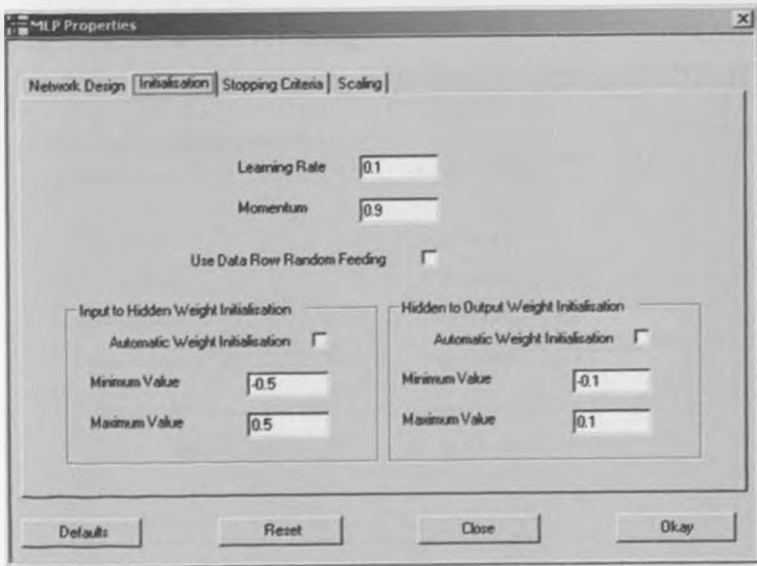 MLP Properties
Network Design Initialisation Stopping Criteria Scaling
Learning Rate 0.1
Momentum 0.9
Use Data Row Random Feeding
Input to Hidden Weight Initialisation
Automatic Weight Initialisation
Minimum Value -0.5
Maximum Value 0.5
Hidden to Output Weight Initialisation
Automatic Weight Initialisation
Minimum Value -0.1
Maximum Value 0.1
Defaults Reset Close Okay